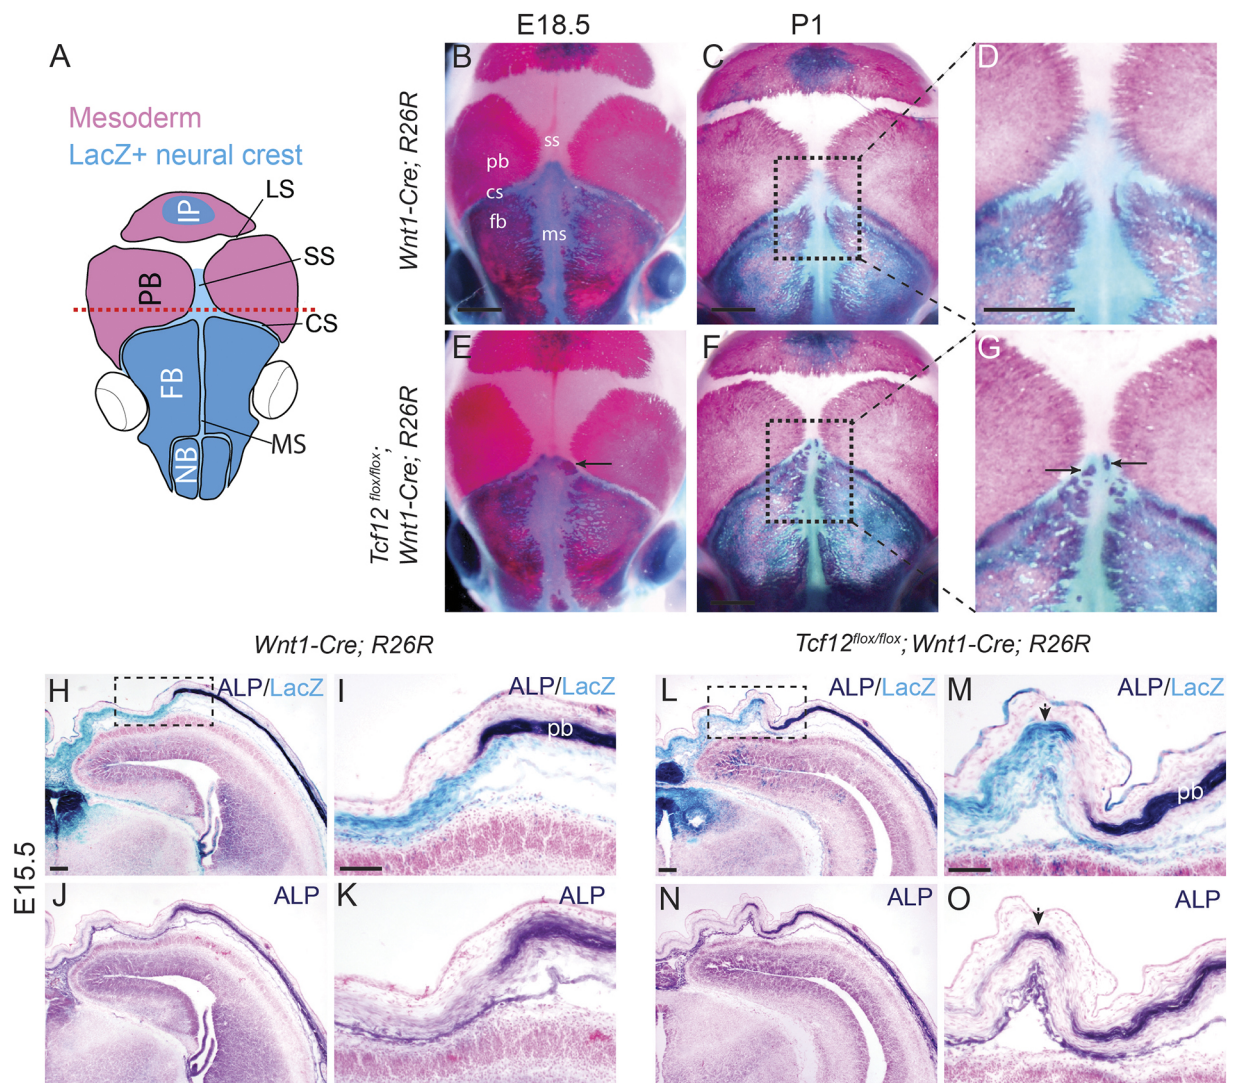 E18.5
P1
A
Mesoderm
LacZ+ neural crest
IP
LS
SS
PB
CS
FB
MS
NB
Wnt1-Cre; R26R
B
ss
pb
cs
fb
ms
C
D
Tcf12 flox/flox;
Wnt1-Cre; R26R
E
F
G
Wnt1-Cre; R26R
Tcf12flox/flox; Wnt1-Cre; R26R
E15.5
H
ALP/LacZ
I
ALP/LacZ
pb
L
ALP/LacZ
M
ALP/LacZ
pb
J
ALP
K
ALP
N
ALP
O
ALP